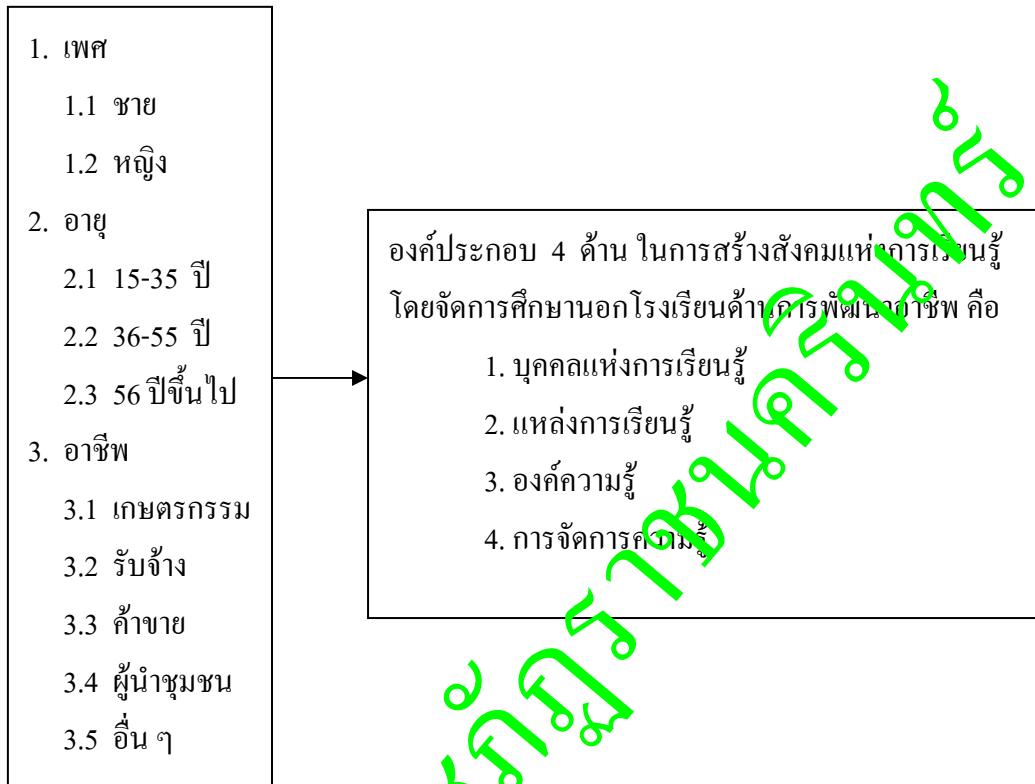 1. เพศ
1.1 ชาย
1.2 หญิง
2. อายุ
2.1 15-35 ปี
2.2 36-55 ปี
2.3 56 ปีขึ้นไป
3. อาชีพ
3.1 เกษตรกรรม
3.2 รับจ้าง
3.3 ค้าขาย
3.4 ผู้นำชุมชน
3.5 อื่น ๆ
องค์ประกอบ 4 ด้าน ในการสร้างสังคมแห่งการเรียนรู้
โดยจัดการศึกษานอกโรงเรียนด้านการพัฒนาอาชีพ คือ
1. บุคคลแห่งการเรียนรู้
2. แหล่งการเรียนรู้
3. องค์ความรู้
4. การจัดการความรู้
ราชนครินทร์